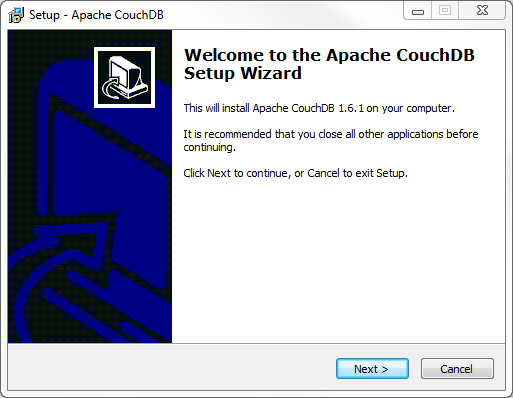 Setup - Apache CouchDB
Welcome to the Apache CouchDB
Setup Wizard
This will install Apache CouchDB 1.6.1 on your computer.
It is recommended that you close all other applications before
continuing.
Click Next to continue, or Cancel to exit Setup.
Next >
Cancel